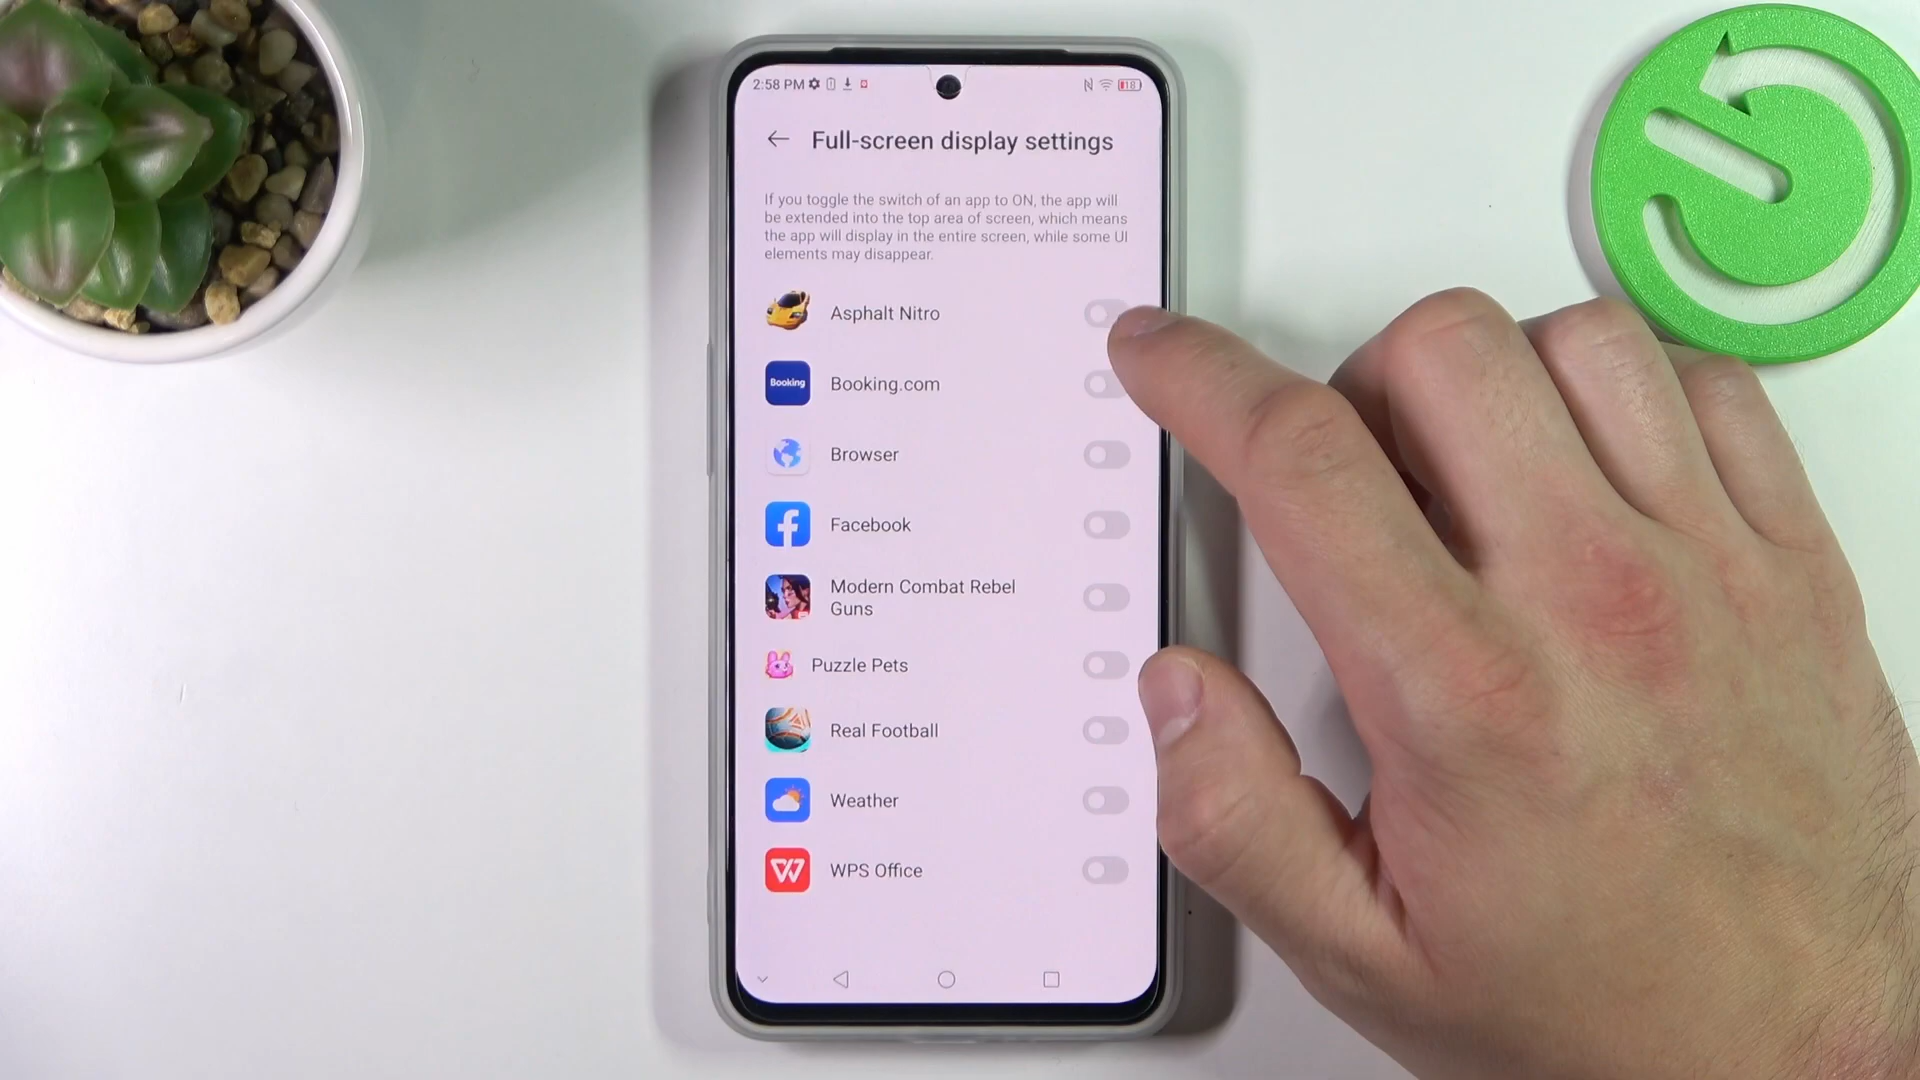 2:58 PM
18
Full-screen display settings
If you toggle the switch of an app to ON, the app will
be extended into the top area of screen, which means
the app will display in the entire screen, while some UI
elements may disappear.
Asphalt Nitro
Booking
Booking.com
Browser
Facebook
Modern Combat Rebel
Guns
Puzzle Pets
Real Football
Weather
WPS Office